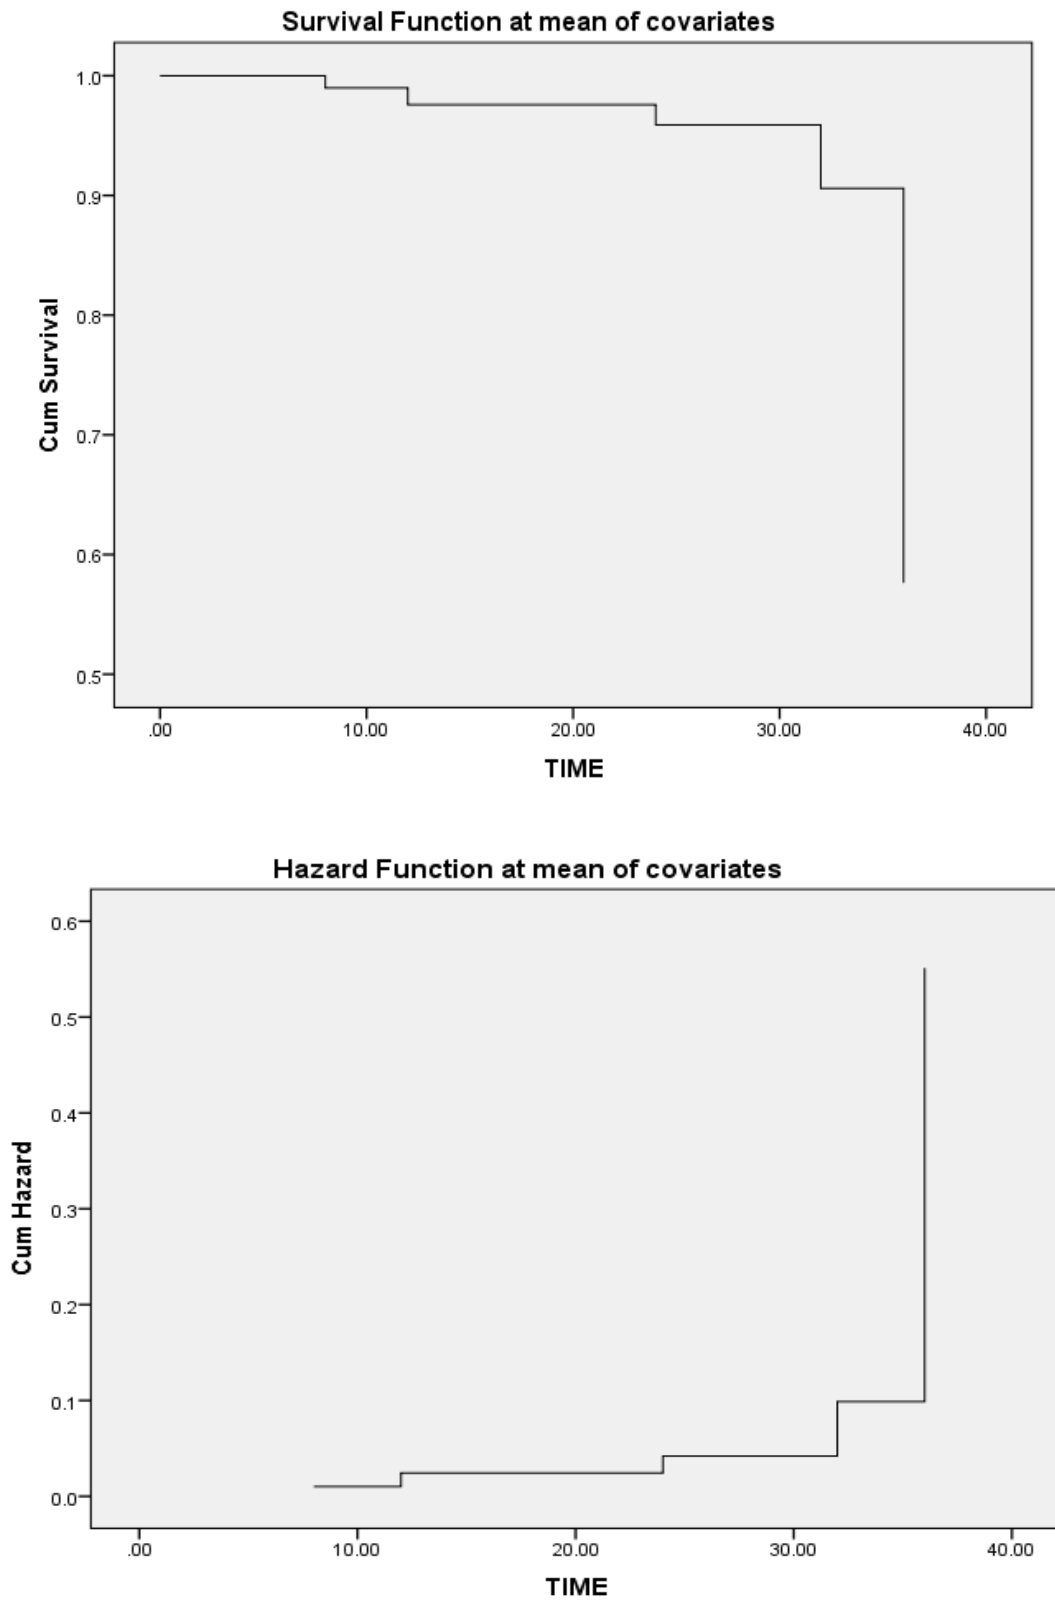 Survival Function at mean of covariates
1.0
0.9
0.8
0.7
0.6
0.5
Cum Survival
.00 10.00 20.00 30.00 40.00
TIME
Hazard Function at mean of covariates
0.6
0.5
0.4
0.3
0.2
0.1
0.0
Cum Hazard
.00 10.00 20.00 30.00 40.00
TIME